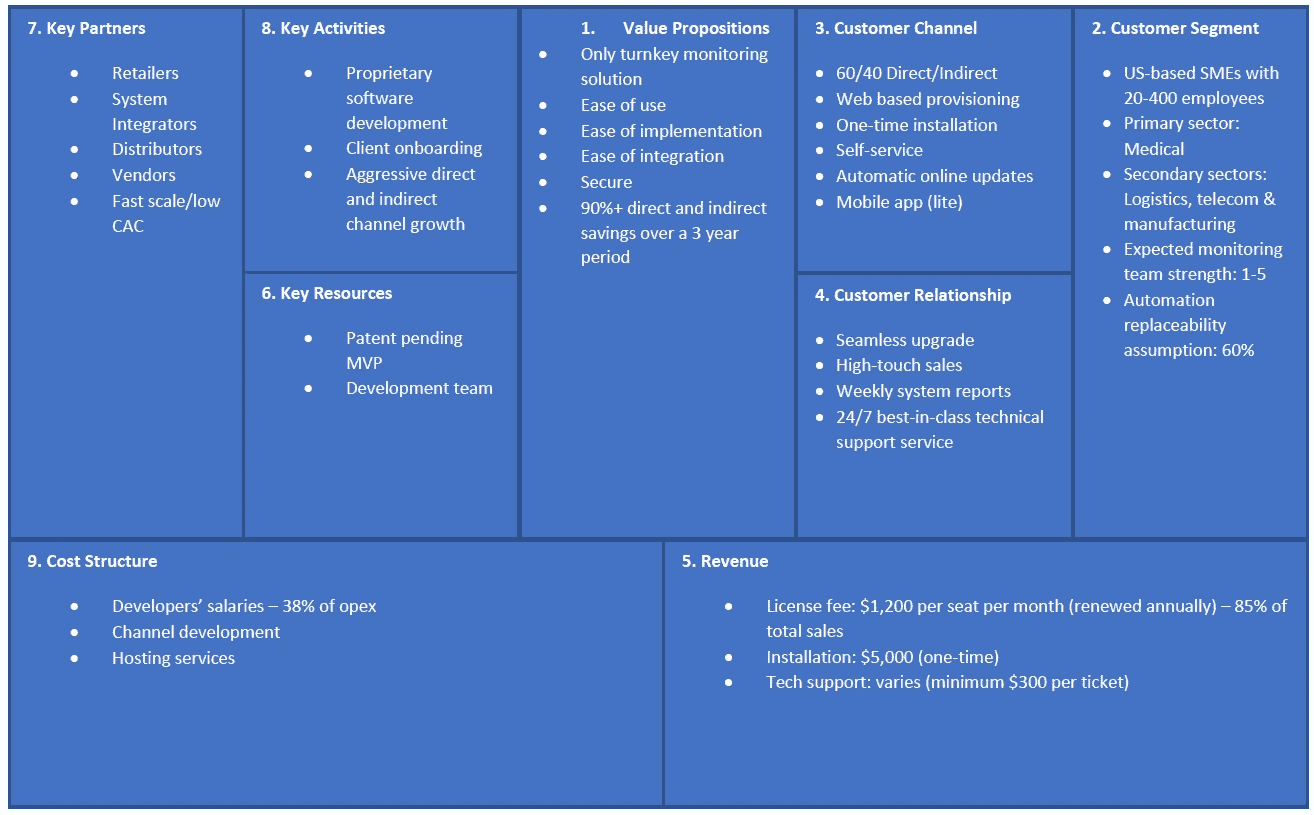 7. Key Partners
• Retailers
• System
Integrators
• Distributors
• Vendors
• Fast scale/low
CAC
8. Key Activities
• Proprietary
software
development
• Client onboarding
• Aggressive direct
and indirect
channel growth
6. Key Resources
• Patent pending
MVP
• Development team
1. Value Propositions
• Only turnkey monitoring
solution
• Ease of use
• Ease of implementation
• Ease of integration
• Secure
• 90%+ direct and indirect
savings over a 3 year
period
3. Customer Channel
• 60/40 Direct/Indirect
• Web based provisioning
• One-time installation
• Self-service
• Automatic online updates
• Mobile app (lite)
4. Customer Relationship
• Seamless upgrade
• High-touch sales
• Weekly system reports
• 24/7 best-in-class technical
support service
2. Customer Segment
• US-based SMEs with
20-400 employees
• Primary sector:
Medical
• Secondary sectors:
Logistics, telecom &
manufacturing
• Expected monitoring
team strength: 1-5
• Automation
replaceability
assumption: 60%
9. Cost Structure
• Developers’ salaries – 38% of opex
• Channel development
• Hosting services
5. Revenue
• License fee: $1,200 per seat per month (renewed annually) – 85% of
total sales
• Installation: $5,000 (one-time)
• Tech support: varies (minimum $300 per ticket)